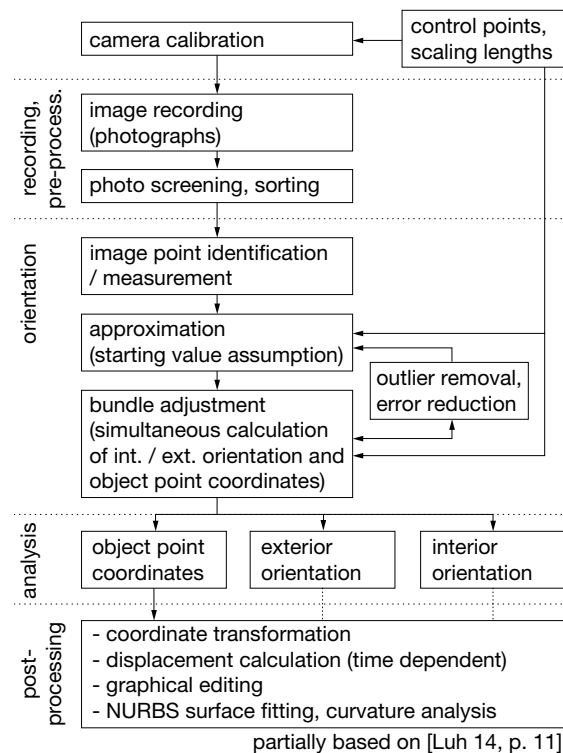 camera calibration
control points,
scaling lengths
recording,
pre-process.
image recording
(photographs)
photo screening, sorting
orientation
image point identification
/ measurement
approximation
(starting value assumption)
outlier removal,
error reduction
bundle adjustment
(simultaneous calculation
of int. / ext. orientation and
object point coordinates)
analysis
object point
coordinates
exterior
orientation
interior
orientation
post-
processing
- coordinate transformation
- displacement calculation (time dependent)
- graphical editing
- NURBS surface fitting, curvature analysis
partially based on [Luh 14, p. 11]